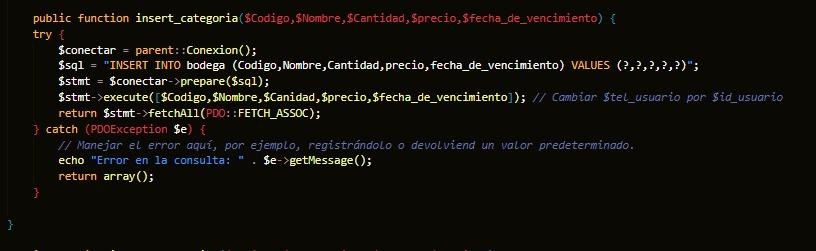 public function insert_categoria($Codigo,$Nombre,$Cantidad,$precio,$fecha_de_vencimiento) {
try {
$conectar = parent::Conexion();
$sql = "INSERT INTO bodega (Codigo,Nombre,Cantidad,precio,fecha_de_vencimiento) VALUES (?,?,?,?,?)";
$stmt = $conectar->prepare($sql);
$stmt->execute([$Codigo,$Nombre,$Canidad,$precio,$fecha_de_vencimiento]); // Cambiar $tel_usuario por $id_usuario
return $stmt->fetchAll(PDO::FETCH_ASSOC);
} catch (PDOException $e) {
// Manejar el error aquí, por ejemplo, registrándolo o devolviend un valor predeterminado.
echo "Error en la consulta: " . $e->getMessage();
return array();
}
}